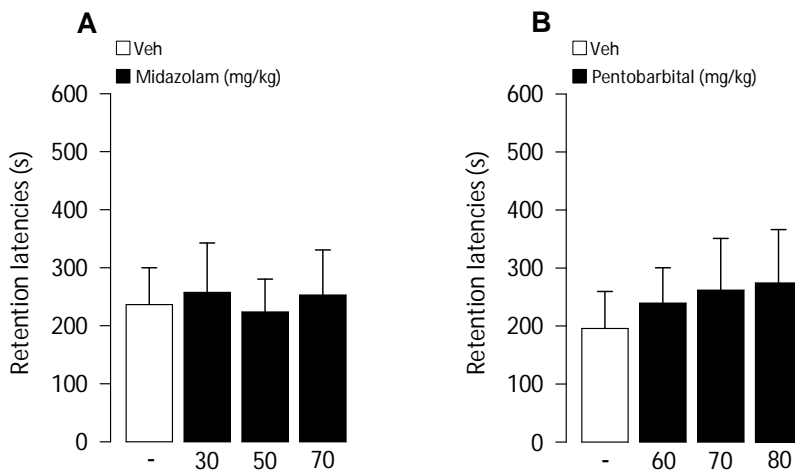 A
Veh
Midazolam (mg/kg)
Retention latencies (s)
600
500
400
300
200
100
0
- 30 50 70
B
Veh
Pentobarbital (mg/kg)
Retention latencies (s)
600
500
400
300
200
100
0
- 60 70 80